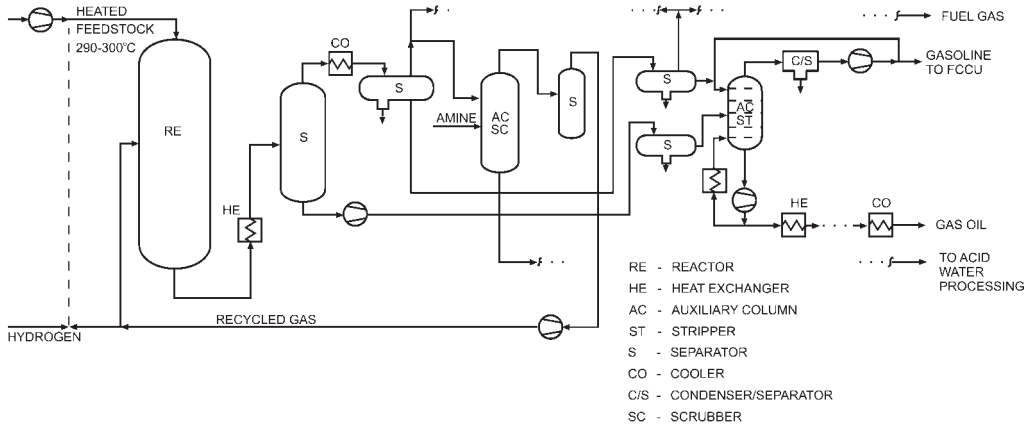 HEATED
FEEDSTOCK
290-300°C
RE
HE
S
CO
S
AMINE
AC
SC
S
S
S
AC
ST
C/S
FUEL GAS
GASOLINE
TO FCCU
HE
CO
GAS OIL
TO ACID
WATER
PROCESSING
RECYCLED GAS
HYDROGEN
RE - REACTOR
HE - HEAT EXCHANGER
AC - AUXILIARY COLUMN
ST - STRIPPER
S - SEPARATOR
CO - COOLER
C/S - CONDENSER/SEPARATOR
SC - SCRUBBER